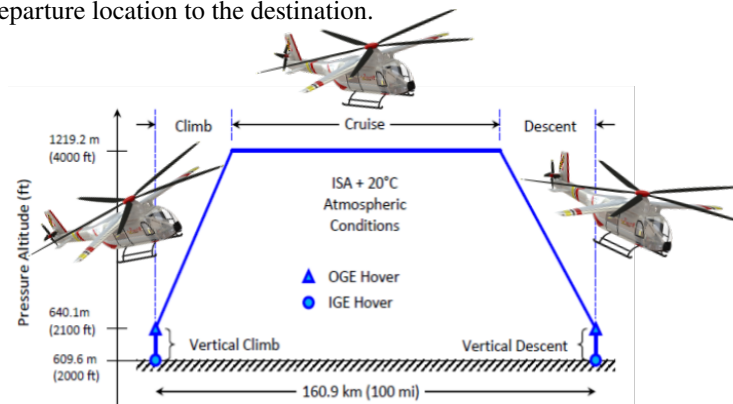 eparture location to the destination.
Climb
Cruise
Descent
1219.2 m
(4000 ft)
ISA + 20°C
Atmospheric
Conditions
Pressure Altitude (ft)
OGE Hover
IGE Hover
640.1m
(2100 ft)
Vertical Climb
Vertical Descent
609.6 m
(2000 ft)
160.9 km (100 mi)